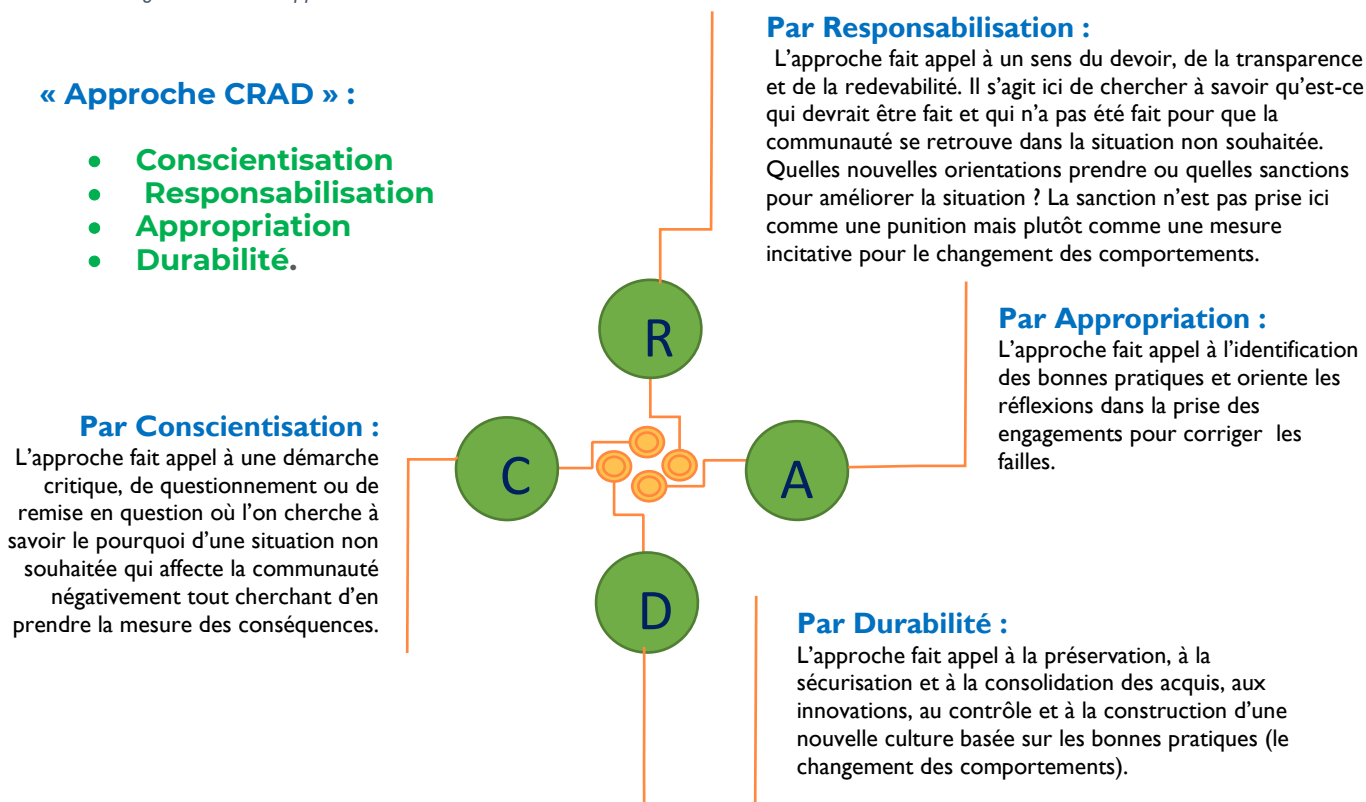 « Approche CRAD » :
• Conscientisation
• Responsabilisation
• Appropriation
• Durabilité.
Par Responsabilisation :
L’approche fait appel à un sens du devoir, de la transparence
et de la redevabilité. Il s’agit ici de chercher à savoir qu’est-ce
qui devrait être fait et qui n’a pas été fait pour que la
communauté se retrouve dans la situation non souhaitée.
Quelles nouvelles orientations prendre ou quelles sanctions
pour améliorer la situation ? La sanction n’est pas prise ici
comme une punition mais plutôt comme une mesure
incitative pour le changement des comportements.
R
Par Appropriation :
L’approche fait appel à l’identification
des bonnes pratiques et oriente les
réflexions dans la prise des
engagements pour corriger les
failles.
A
Par Conscientisation :
L’approche fait appel à une démarche
critique, de questionnement ou de
remise en question où l’on cherche à
savoir le pourquoi d’une situation non
souhaitée qui affecte la communauté
négativement tout cherchant d’en
prendre la mesure des conséquences.
C
D
Par Durabilité :
L’approche fait appel à la préservation, à la
sécurisation et à la consolidation des acquis, aux
innovations, au contrôle et à la construction d’une
nouvelle culture basée sur les bonnes pratiques (le
changement des comportements).